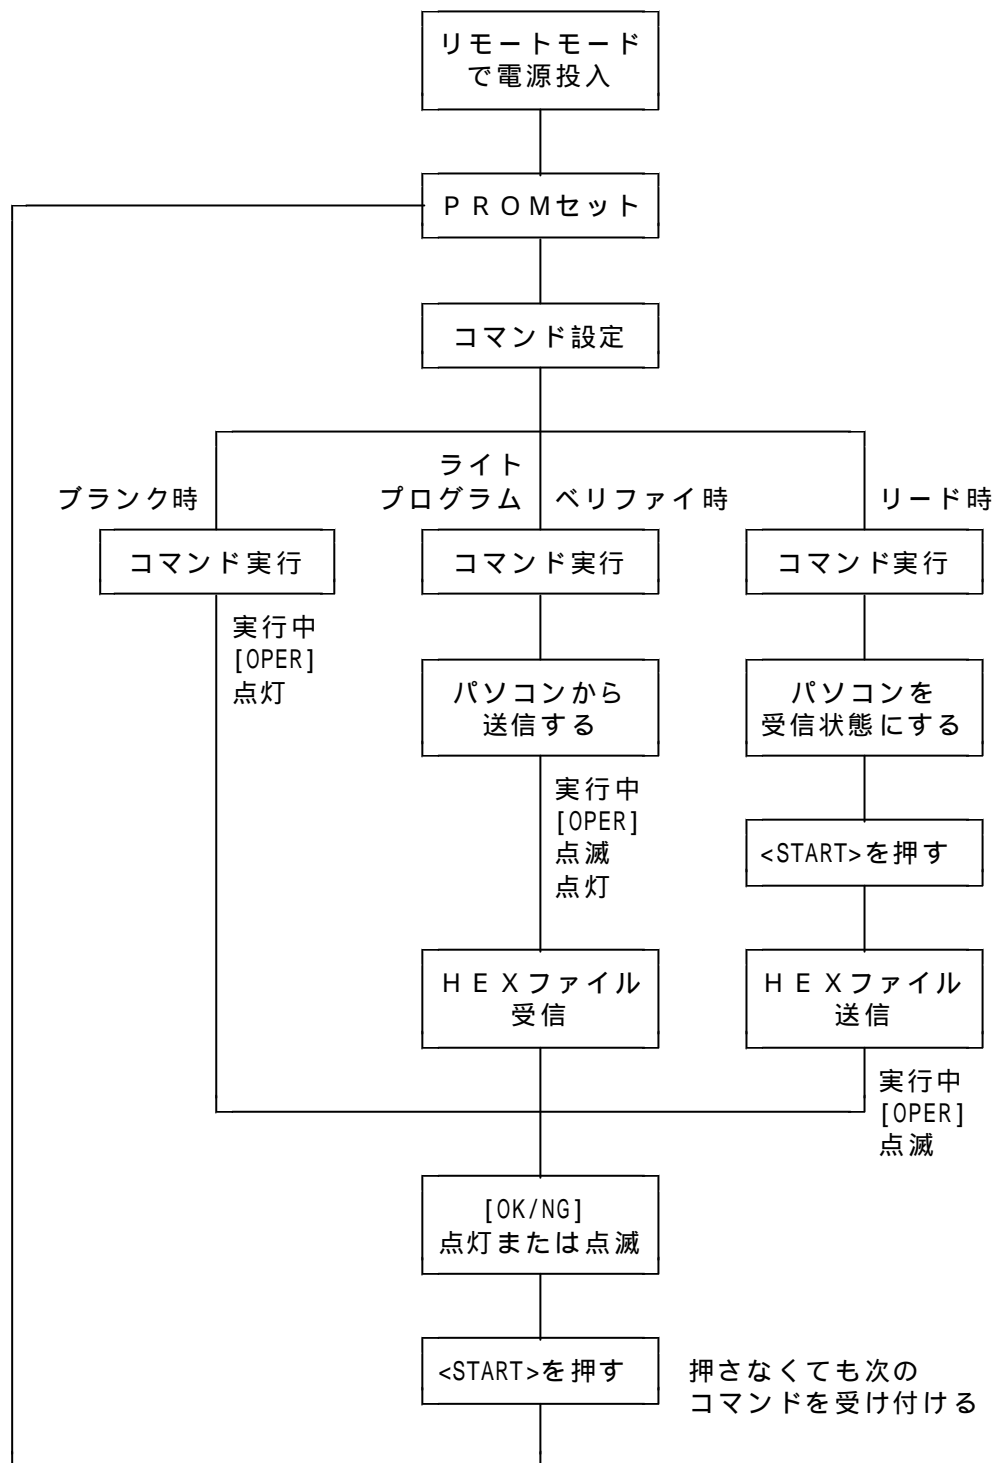 リモートモード
で電源投入
ＰＲＯＭセット
コマンド設定
ブランク時
ライト
プログラム
ベリファイ時
リード時
コマンド実行
コマンド実行
コマンド実行
実行中
[OPER]
点灯
パソコンから
送信する
パソコンを
受信状態にする
実行中
[OPER]
点滅
点灯
<START>を押す
ＨＥＸファイル
受信
ＨＥＸファイル
送信
実行中
[OPER]
点滅
[OK/NG]
点灯または点滅
<START>を押す
押さなくても次の
コマンドを受け付ける